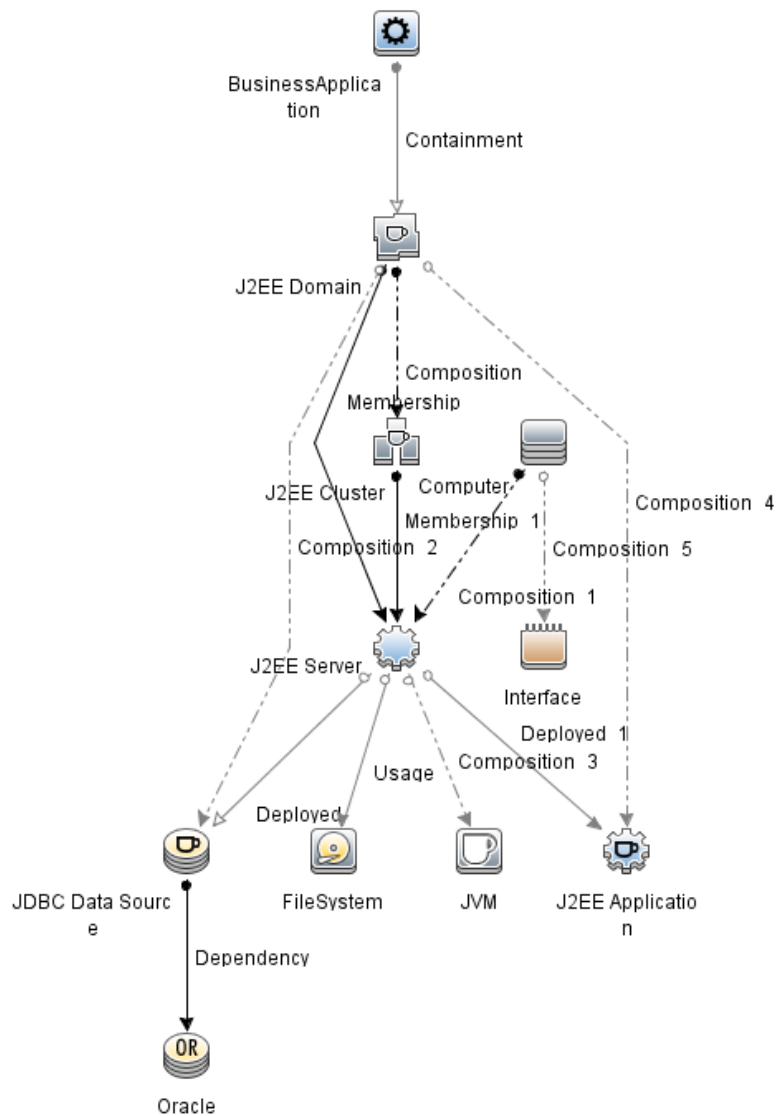 BusinessApplica
tion
Containment
J2EE Domain
Composition
Membership
J2EE Cluster
Computer
Membership 1
Composition 4
Composition 2
Composition 5
Composition 1
J2EE Server
Interface
Deployed 1
Composition 3
Usage
Deployed
JDBC Data Sourc
e
FileSystem
JVM
J2EE Applicatio
n
Dependency
OR
Oracle